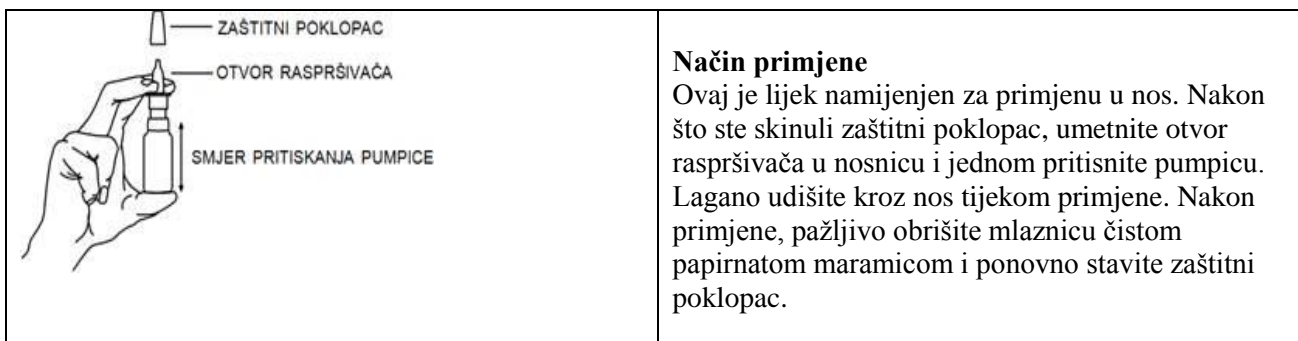 ZAŠTITNI POKLOPAC
OTVOR RASPRŠIVAČA
SMJER PRITISKANJA PUMPICE
Način primjene
Ovaj je lijek namijenjen za primjenu u nos. Nakon
što ste skinuli zaštitni poklopac, umetnite otvor
raspršivača u nosnicu i jednom pritisnite pumpicu.
Lagano udišite kroz nos tijekom primjene. Nakon
primjene, pažljivo obrišite mlaznicu čistom
papirnatom maramicom i ponovno stavite zaštitni
poklopac.